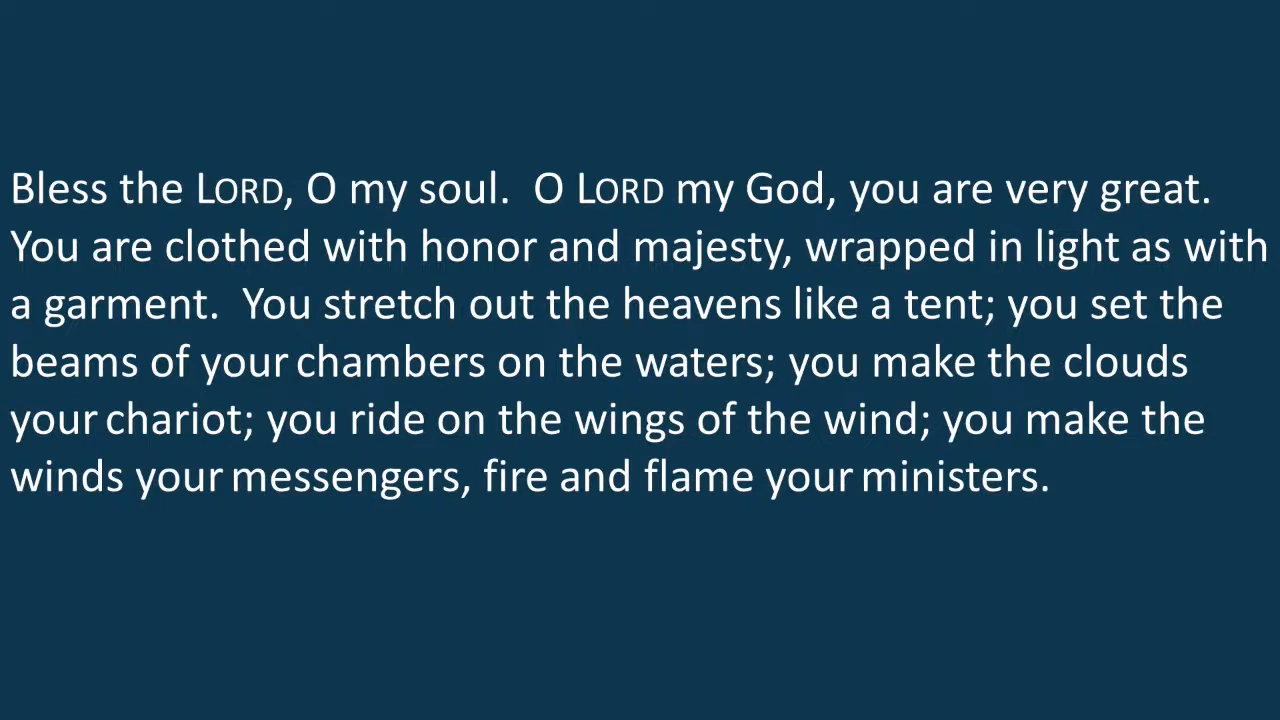 Bless the LORD, O my soul.  O LORD my God, you are very great.
You are clothed with honor and majesty, wrapped in light as with
a garment.  You stretch out the heavens like a tent; you set the
beams of your chambers on the waters; you make the clouds
your chariot; you ride on the wings of the wind; you make the
winds your messengers, fire and flame your ministers.